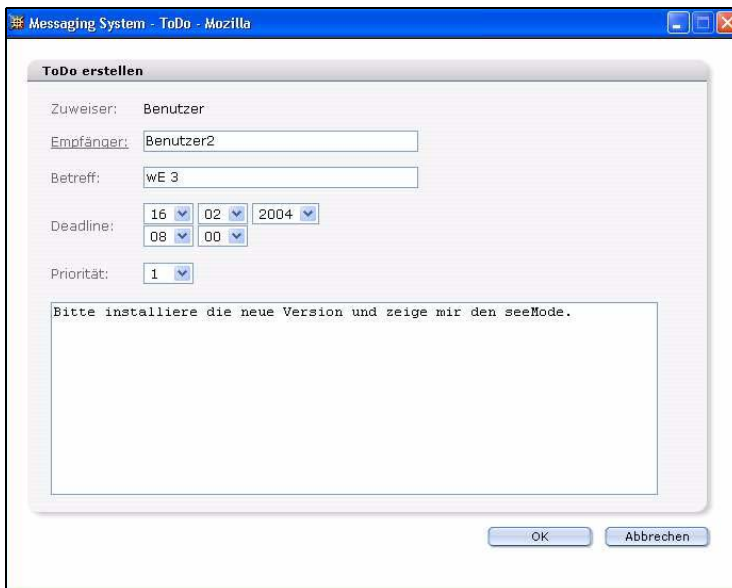 Messaging System - ToDo - Mozilla
ToDo erstellen
Zuweiser: Benutzer
Empfänger: Benutzer2
Betreff: wE 3
Deadline: 16 02 2004
08 00
Priorität: 1
Bitte installiere die neue Version und zeige mir den seeMode.
OK Abbrechen